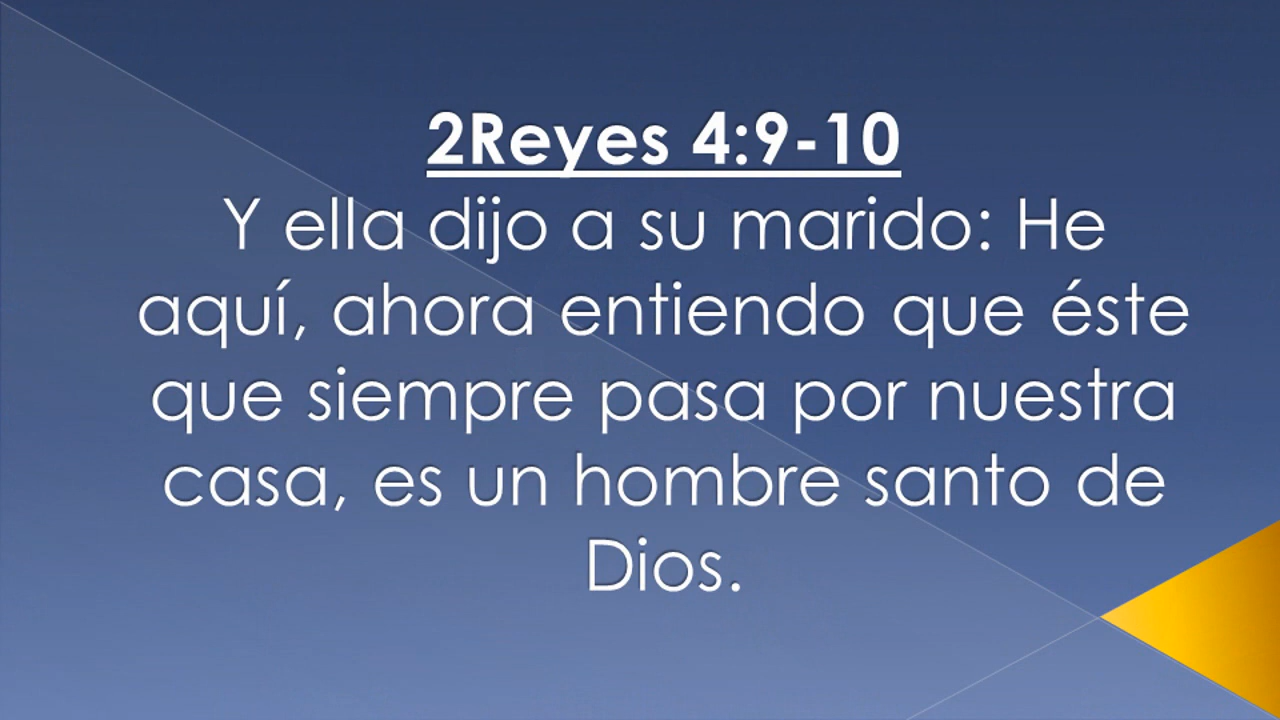 2Reyes 4:9-10
Y ella dijo a su marido: He
aquí, ahora entiendo que éste
que siempre pasa por nuestra
casa, es un hombre santo de
Dios.